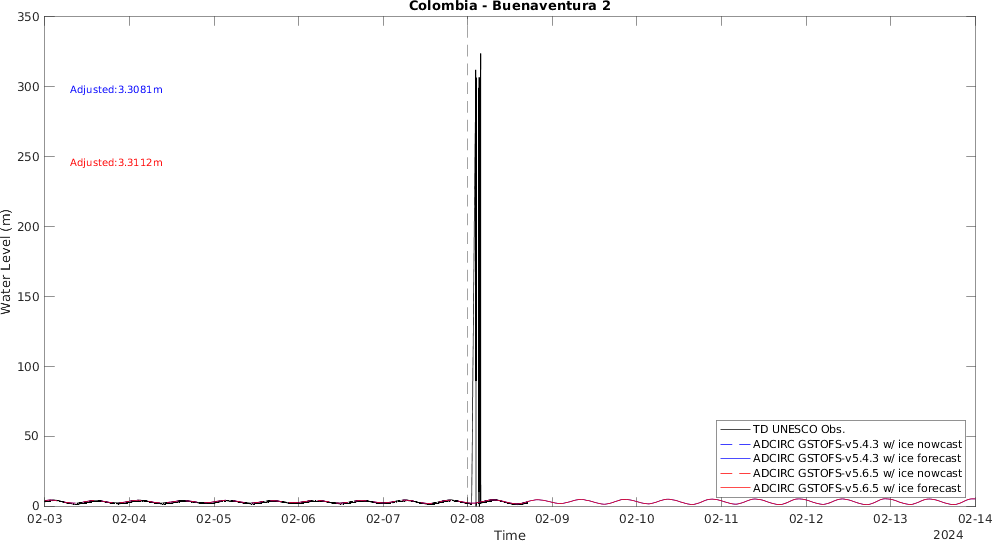 Colombia - Buenaventura 2
350
300
250
200
150
100
50
0
Water Level (m)
Adjusted:3.3081m
Adjusted:3.3112m
TD UNESCO Obs.
ADCIRC GSTOFS-v5.4.3 w/ ice nowcast
ADCIRC GSTOFS-v5.4.3 w/ ice forecast
ADCIRC GSTOFS-v5.6.5 w/ ice nowcast
ADCIRC GSTOFS-v5.6.5 w/ ice forecast
02-03 02-04 02-05 02-06 02-07 02-08 02-09 02-10 02-11 02-12 02-13 02-14
Time
2024